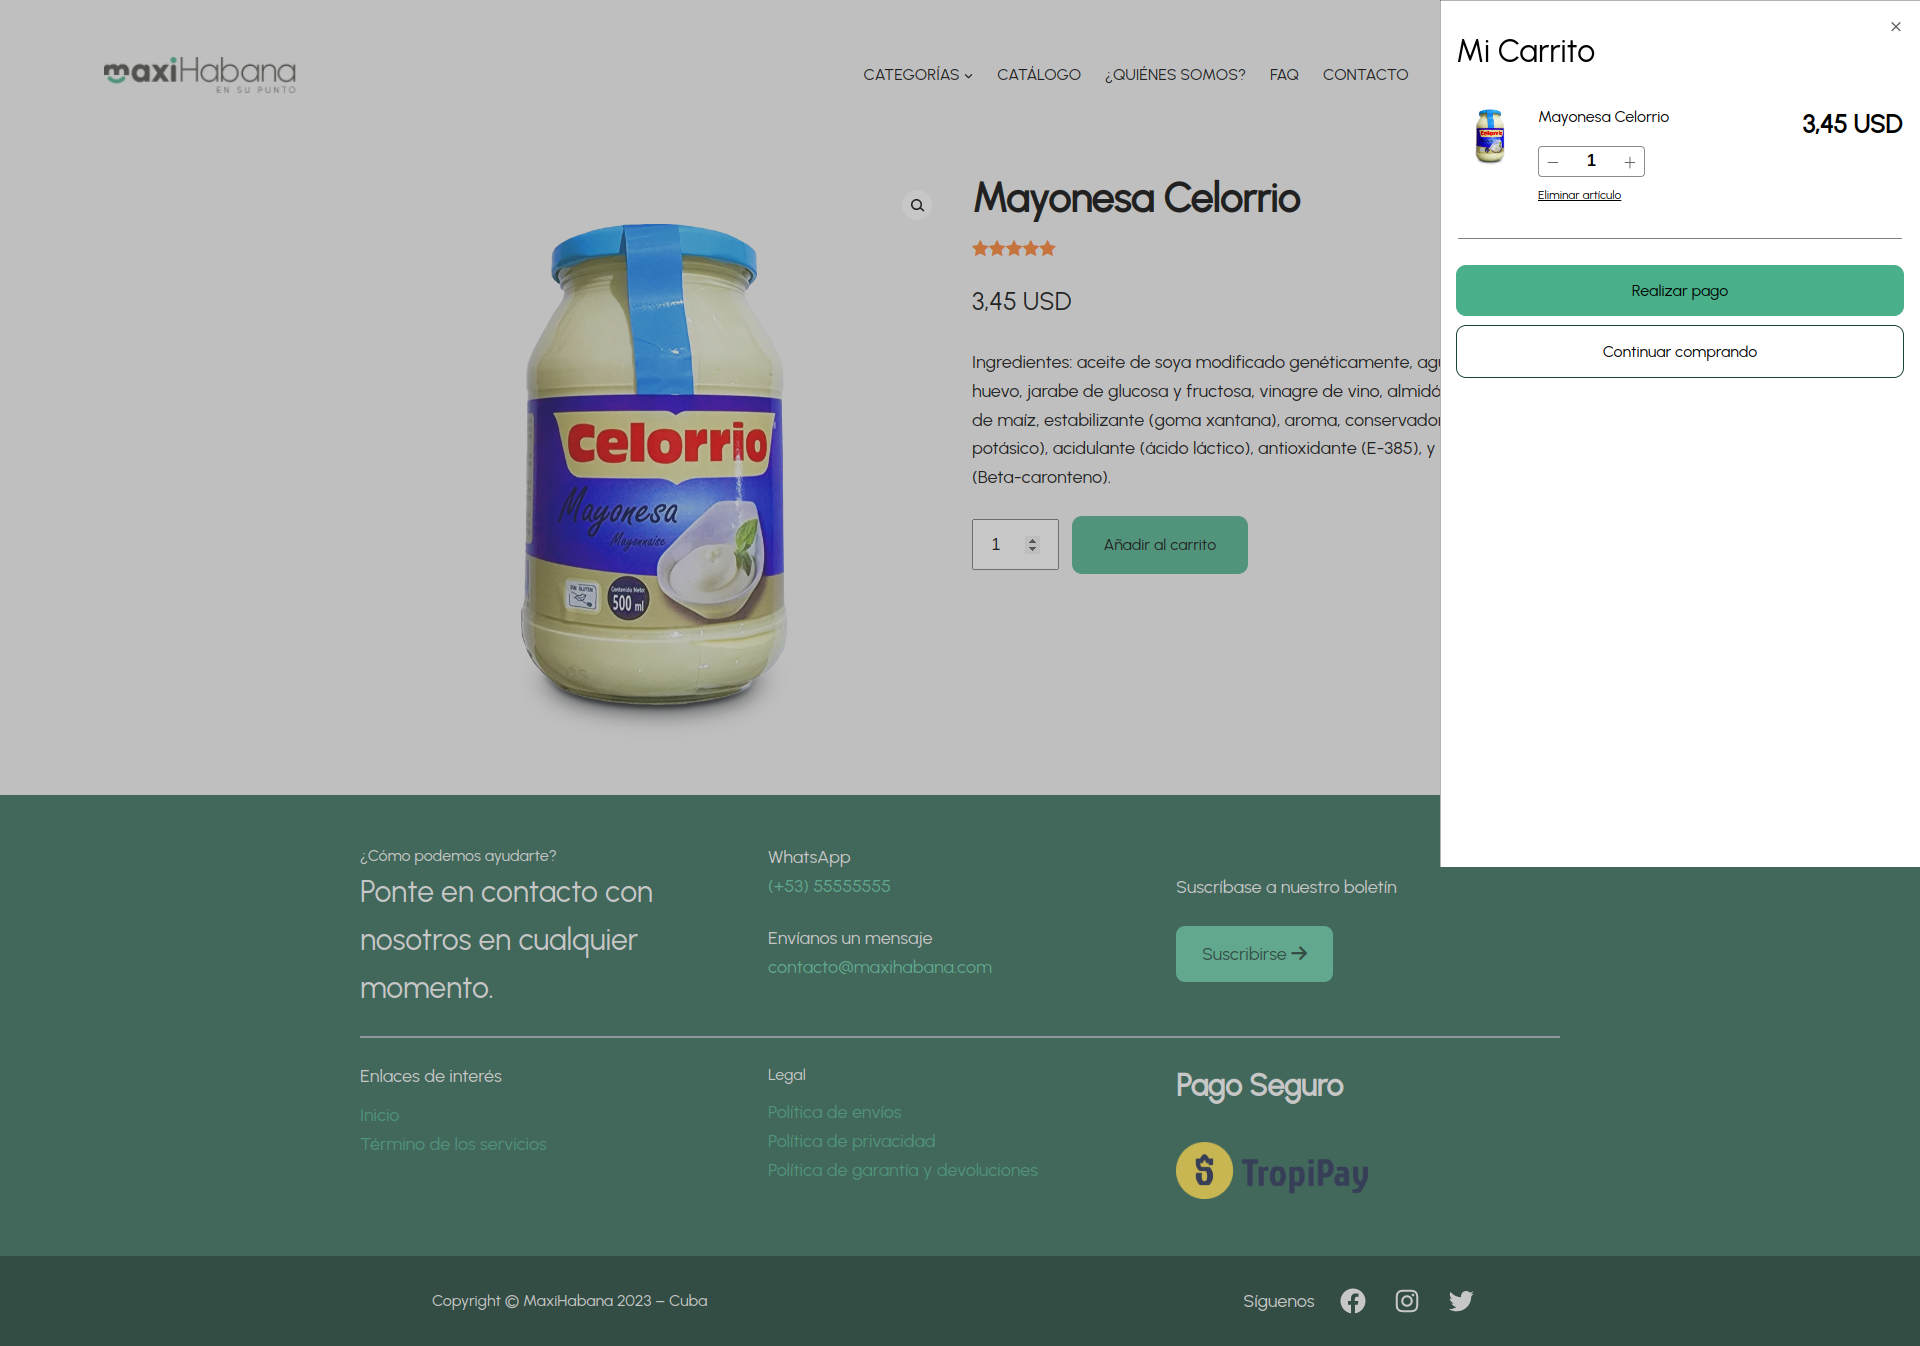 maxiHabana
EN SU PUNTO
CATEGORÍAS
CATÁLOGO
¿QUIÉNES SOMOS?
FAQ
CONTACTO
Mayonesa Celorrio
3,45 USD
Ingredientes: aceite de soya modificado genéticamente,
huevo, jarabe de glucosa y fructosa, vinagre de vino,
de maíz, estabilizante (goma xantana), aroma,
potásico), acidulante (ácido láctico), antioxidante (E-385), y
(Beta-caronteno).
1
Añadir al carrito
Celorrio
Mayonesa
Mayonnaise
SIN GLUTEN
Contenido Neto:
500 ml
Mi Carrito
×
Mayonesa Celorrio
3,45 USD
− 1 +
Eliminar artículo
Realizar pago
Continuar comprando
¿Cómo podemos ayudarte?
Ponte en contacto con
nosotros en cualquier
momento.
WhatsApp
(+53) 55555555
Envíanos un mensaje
contacto@maxihabana.com
Suscríbase a nuestro boletín
Suscribirse
Enlaces de interés
Inicio
Término de los servicios
Legal
Política de envíos
Política de privacidad
Política de garantía y devoluciones
Pago Seguro
TropiPay
Copyright © MaxiHabana 2023 – Cuba
Síguenos